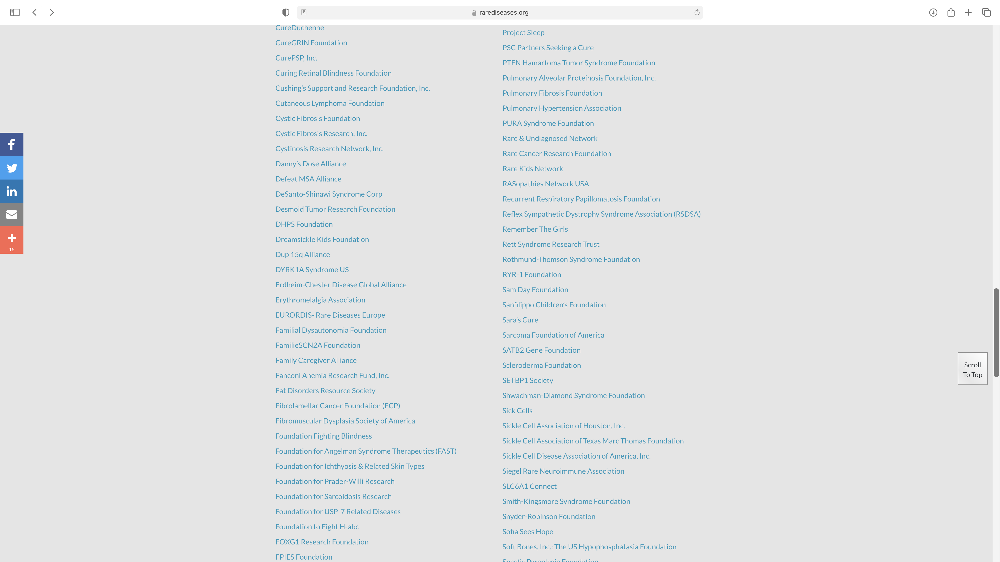 rarediseases.org
CureDuchenne
CureGRIN Foundation
CurePSP, Inc.
Curing Retinal Blindness Foundation
Cushing’s Support and Research Foundation, Inc.
Cutaneous Lymphoma Foundation
Cystic Fibrosis Foundation
Cystic Fibrosis Research, Inc.
Cystinosis Research Network, Inc.
Danny’s Dose Alliance
Defeat MSA Alliance
DeSanto-Shinawi Syndrome Corp
Desmoid Tumor Research Foundation
DHPS Foundation
Dreamsickle Kids Foundation
Dup 15q Alliance
DYRK1A Syndrome US
Erdheim-Chester Disease Global Alliance
Erythromelalgia Association
EURORDIS- Rare Diseases Europe
Familial Dysautonomia Foundation
FamilieSCN2A Foundation
Family Caregiver Alliance
Fanconi Anemia Research Fund, Inc.
Fat Disorders Resource Society
Fibrolamellar Cancer Foundation (FCP)
Fibromuscular Dysplasia Society of America
Foundation Fighting Blindness
Foundation for Angelman Syndrome Therapeutics (FAST)
Foundation for Ichthyosis & Related Skin Types
Foundation for Prader-Willi Research
Foundation for Sarcoidosis Research
Foundation for USP-7 Related Diseases
Foundation to Fight H-abc
FOXG1 Research Foundation
FPIES Foundation
Project Sleep
PSC Partners Seeking a Cure
PTEN Hamartoma Tumor Syndrome Foundation
Pulmonary Alveolar Proteinosis Foundation, Inc.
Pulmonary Fibrosis Foundation
Pulmonary Hypertension Association
PURA Syndrome Foundation
Rare & Undiagnosed Network
Rare Cancer Research Foundation
Rare Kids Network
RASopathies Network USA
Recurrent Respiratory Papillomatosis Foundation
Reflex Sympathetic Dystrophy Syndrome Association (RSDSA)
Remember The Girls
Rett Syndrome Research Trust
Rothmund-Thomson Syndrome Foundation
RYR-1 Foundation
Sam Day Foundation
Sanfilippo Children’s Foundation
Sara’s Cure
Sarcoma Foundation of America
SATB2 Gene Foundation
Scleroderma Foundation
SETBP1 Society
Shwachman-Diamond Syndrome Foundation
Sick Cells
Sickle Cell Association of Houston, Inc.
Sickle Cell Association of Texas Marc Thomas Foundation
Sickle Cell Disease Association of America, Inc.
Siegel Rare Neuroimmune Association
SLC6A1 Connect
Smith-Kingsmore Syndrome Foundation
Snyder-Robinson Foundation
Sofia Sees Hope
Soft Bones, Inc.: The US Hypophosphatasia Foundation
Spastic Paraplegia Foundation
15
Scroll
To Top